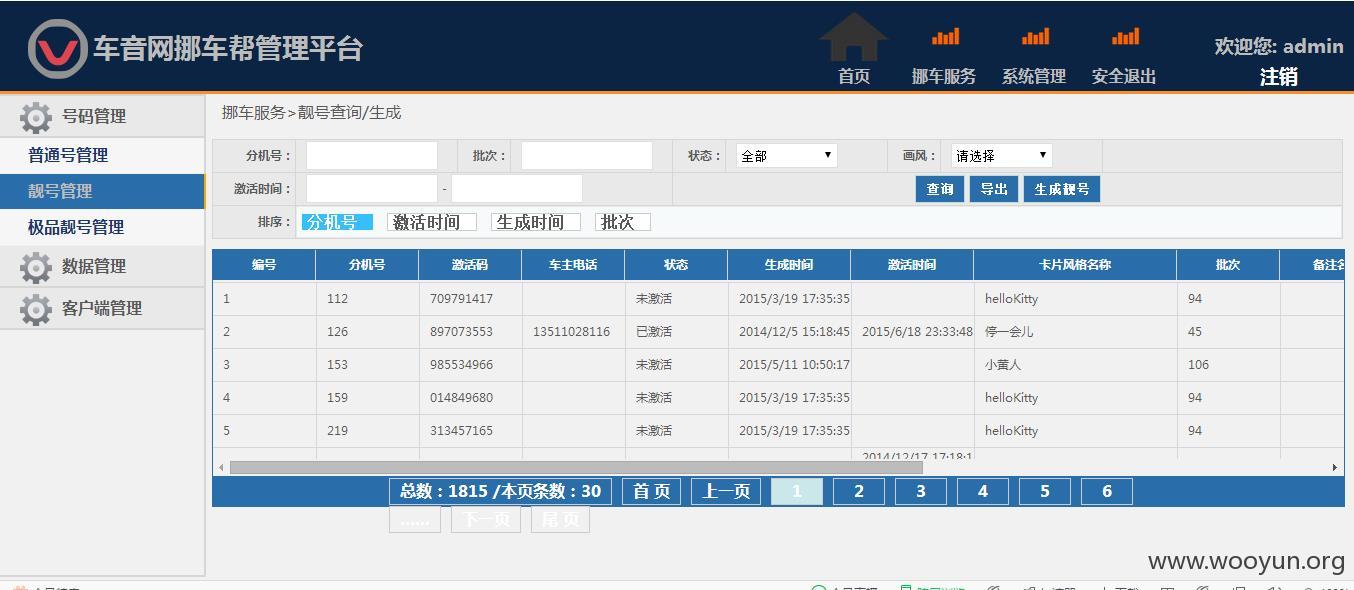 车音网挪车帮管理平台
首页 挪车服务 系统管理 安全退出
欢迎您: admin
注销
号码管理
普通号管理
靓号管理
极品靓号管理
数据管理
客户端管理
挪车服务>靓号查询/生成
分机号： 批次： 状态： 全部 画风： 请选择
激活时间： - 查询 导出 生成靓号
排序： 分机号 激活时间 生成时间 批次
编号 分机号 激活码 车主电话 状态 生成时间 激活时间 卡片风格名称 批次 备注名
1 112 709791417 未激活 2015/3/19 17:35:35 helloKitty 94
2 126 897073553 13511028116 已激活 2014/12/5 15:18:45 2015/6/18 23:33:48 停一会儿 45
3 153 985534966 未激活 2015/5/11 10:50:17 小黄人 106
4 159 014849680 未激活 2015/3/19 17:35:35 helloKitty 94
5 219 313457165 未激活 2015/3/19 17:35:35 helloKitty 94
2014/12/17 17:18:1
总数：1815 /本页条数：30 首 页 上一页 1 2 3 4 5 6
...... 下一页 尾 页
www.wooyun.org